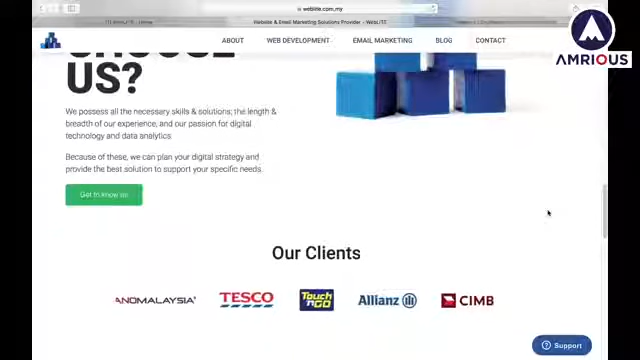 weblite.com.my
Website & Email Marketing Solutions Provider - WebLITE
ABOUT
WEB DEVELOPMENT
EMAIL MARKETING
BLOG
CONTACT
AMRIOUS
US?
We possess all the necessary skills & solutions; the length &
breadth of our experience, and our passion for digital
technology and data analytics
Because of these, we can plan your digital strategy and
provide the best solution to support your specific needs.
Get to know us
Our Clients
ANOMALAYSIA
TESCO
Touch
'n GO
Allianz
CIMB
Support